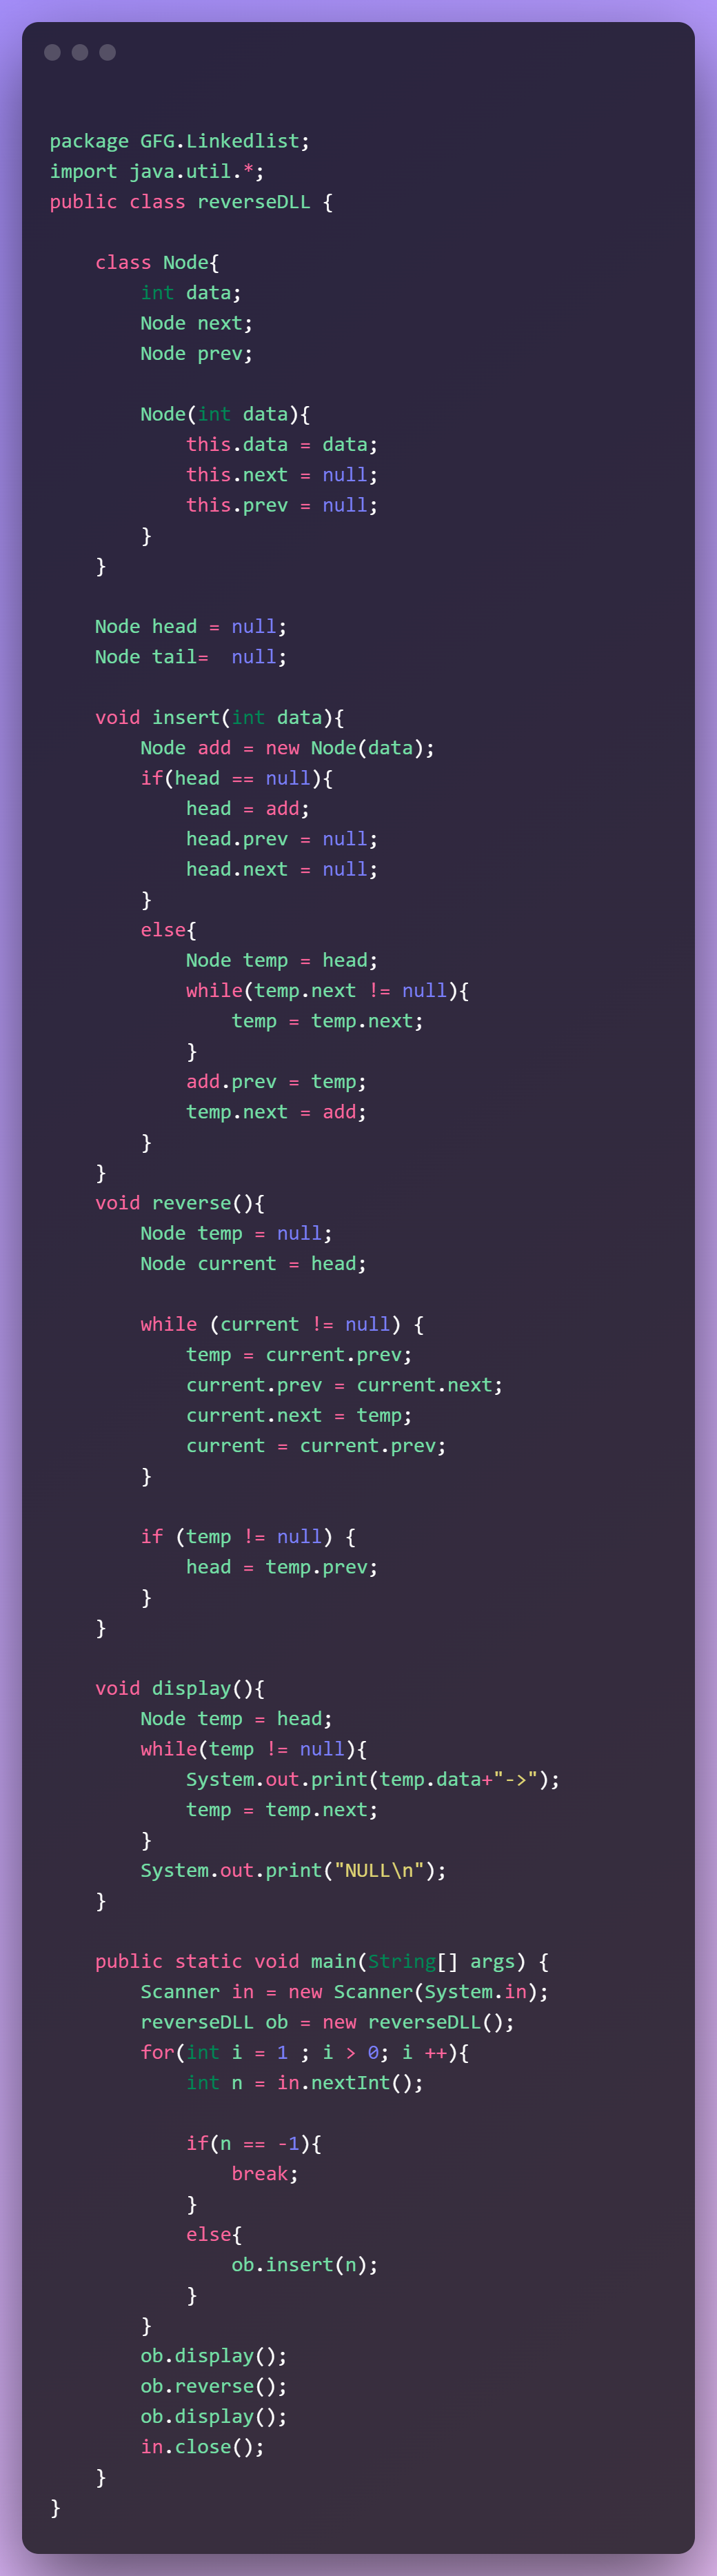 package GFG.Linkedlist;
import java.util.*;
public class reverseDLL {

    class Node{
        int data;
        Node next;
        Node prev;

        Node(int data){
            this.data = data;
            this.next = null;
            this.prev = null;
        }
    }

    Node head = null;
    Node tail=  null;

    void insert(int data){
        Node add = new Node(data);
        if(head == null){
            head = add;
            head.prev = null;
            head.next = null;
        }
        else{
            Node temp = head;
            while(temp.next != null){
                temp = temp.next;
            }
            add.prev = temp;
            temp.next = add;
        }
    }
    void reverse(){
        Node temp = null;
        Node current = head;

        while (current != null) {
            temp = current.prev;
            current.prev = current.next;
            current.next = temp;
            current = current.prev;
        }

        if (temp != null) {
            head = temp.prev;
        }
    }

    void display(){
        Node temp = head;
        while(temp != null){
            System.out.print(temp.data+"->");
            temp = temp.next;
        }
        System.out.print("NULL\n");
    }

    public static void main(String[] args) {
        Scanner in = new Scanner(System.in);
        reverseDLL ob = new reverseDLL();
        for(int i = 1 ; i > 0; i ++){
            int n = in.nextInt();

            if(n == -1){
                break;
            }
            else{
                ob.insert(n);
            }
        }
        ob.display();
        ob.reverse();
        ob.display();
        in.close();
    }
}